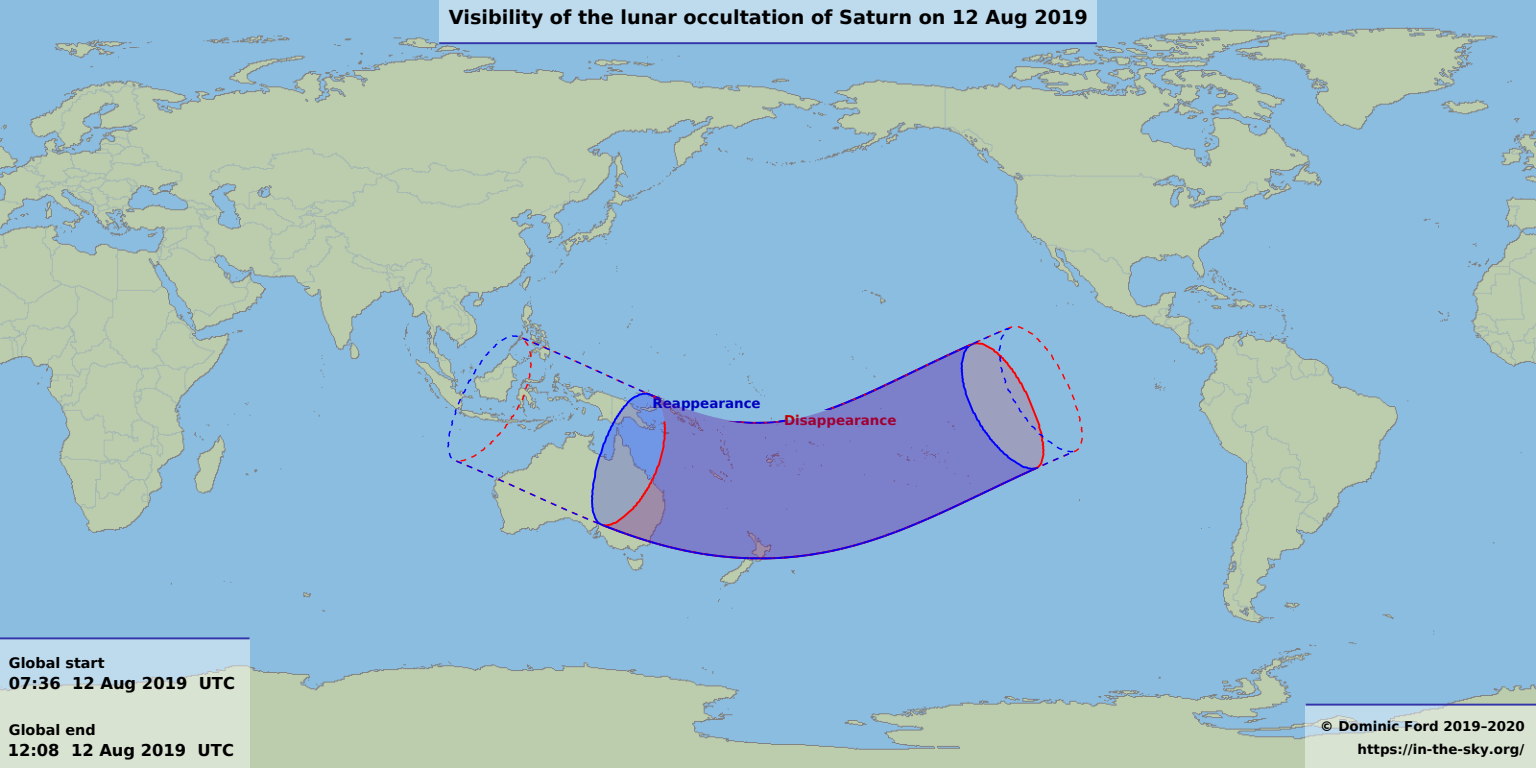 Visibility of the lunar occultation of Saturn on 12 Aug 2019
Reappearance
Disappearance
Global start
07:36 12 Aug 2019 UTC
Global end
12:08 12 Aug 2019 UTC
© Dominic Ford 2019–2020
https://in-the-sky.org/